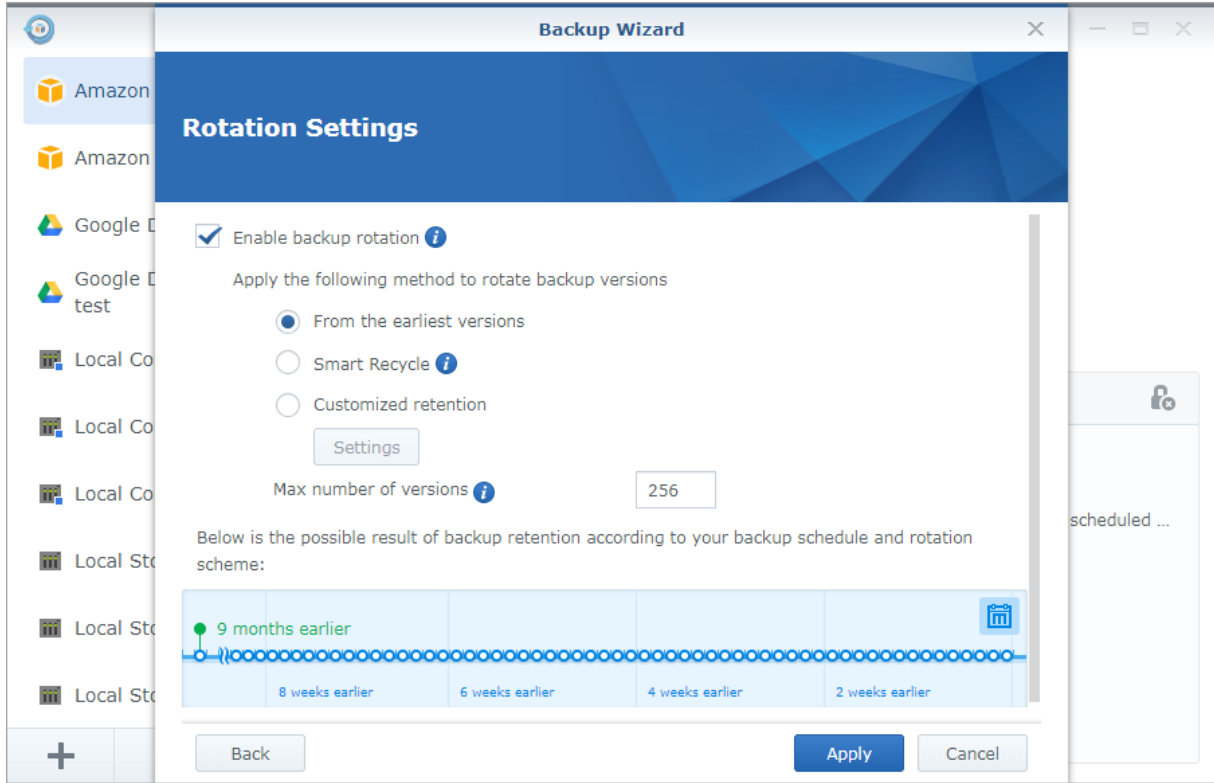 Backup Wizard
Amazon
Amazon
Google D
Google D
test
Local Co
Local Co
Local Co
Local Sto
Local Sto
Local Sto
Rotation Settings
Enable backup rotation
Apply the following method to rotate backup versions
From the earliest versions
Smart Recycle
Customized retention
Settings
Max number of versions 256
Below is the possible result of backup retention according to your backup schedule and rotation
scheme:
9 months earlier
8 weeks earlier 6 weeks earlier 4 weeks earlier 2 weeks earlier
Back Apply Cancel
scheduled ...